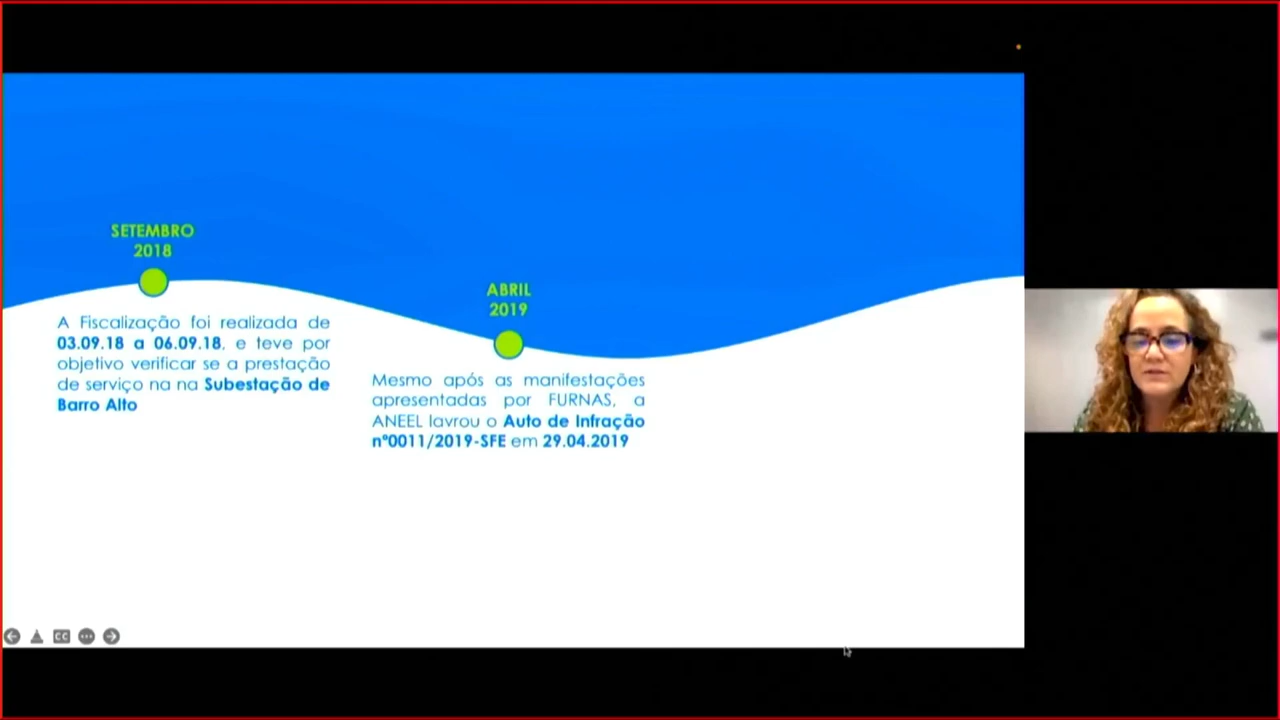 SETEMBRO
2018
A Fiscalização foi realizada de
03.09.18 a 06.09.18, e teve por
objetivo verificar se a prestação
de serviço na na Subestação de
Barro Alto
ABRIL
2019
Mesmo após as manifestações
apresentadas por FURNAS, a
ANEEL lavrou o Auto de Infração
nº0011/2019-SFE em 29.04.2019
CC